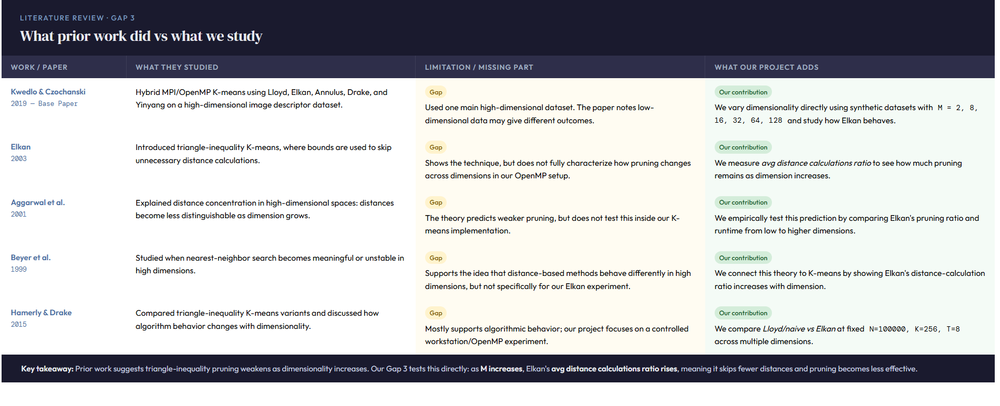 LITERATURE REVIEW · GAP 3
What prior work did vs what we study
WORK / PAPER
WHAT THEY STUDIED
LIMITATION / MISSING PART
WHAT OUR PROJECT ADDS
Kwedlo & Czochanski
2019 — Base Paper
Hybrid MPI/OpenMP K-means using Lloyd, Elkan, Annulus, Drake, and
Yinyang on a high-dimensional image descriptor dataset.
Gap
Used one main high-dimensional dataset. The paper notes low-
dimensional data may give different outcomes.
Our contribution
We vary dimensionality directly using synthetic datasets with M = 2, 8,
16, 32, 64, 128 and study how Elkan behaves.
Elkan
2003
Introduced triangle-inequality K-means, where bounds are used to skip
unnecessary distance calculations.
Gap
Shows the technique, but does not fully characterize how pruning changes
across dimensions in our OpenMP setup.
Our contribution
We measure avg distance calculations ratio to see how much pruning
remains as dimension increases.
Aggarwal et al.
2001
Explained distance concentration in high-dimensional spaces: distances
become less distinguishable as dimension grows.
Gap
The theory predicts weaker pruning, but does not test this inside our K-
means implementation.
Our contribution
We empirically test this prediction by comparing Elkan's pruning ratio and
runtime from low to higher dimensions.
Beyer et al.
1999
Studied when nearest-neighbor search becomes meaningful or unstable in
high dimensions.
Gap
Supports the idea that distance-based methods behave differently in high
dimensions, but not specifically for our Elkan experiment.
Our contribution
We connect this theory to K-means by showing Elkan's distance-calculation
ratio increases with dimension.
Hamerly & Drake
2015
Compared triangle-inequality K-means variants and discussed how
algorithm behavior changes with dimensionality.
Gap
Mostly supports algorithmic behavior; our project focuses on a controlled
workstation/OpenMP experiment.
Our contribution
We compare Lloyd/naive vs Elkan at fixed N=100000, K=256, T=8
across multiple dimensions.
Key takeaway: Prior work suggests triangle-inequality pruning weakens as dimensionality increases. Our Gap 3 tests this directly: as M increases, Elkan's avg distance calculations ratio rises, meaning it skips fewer distances and pruning becomes less effective.